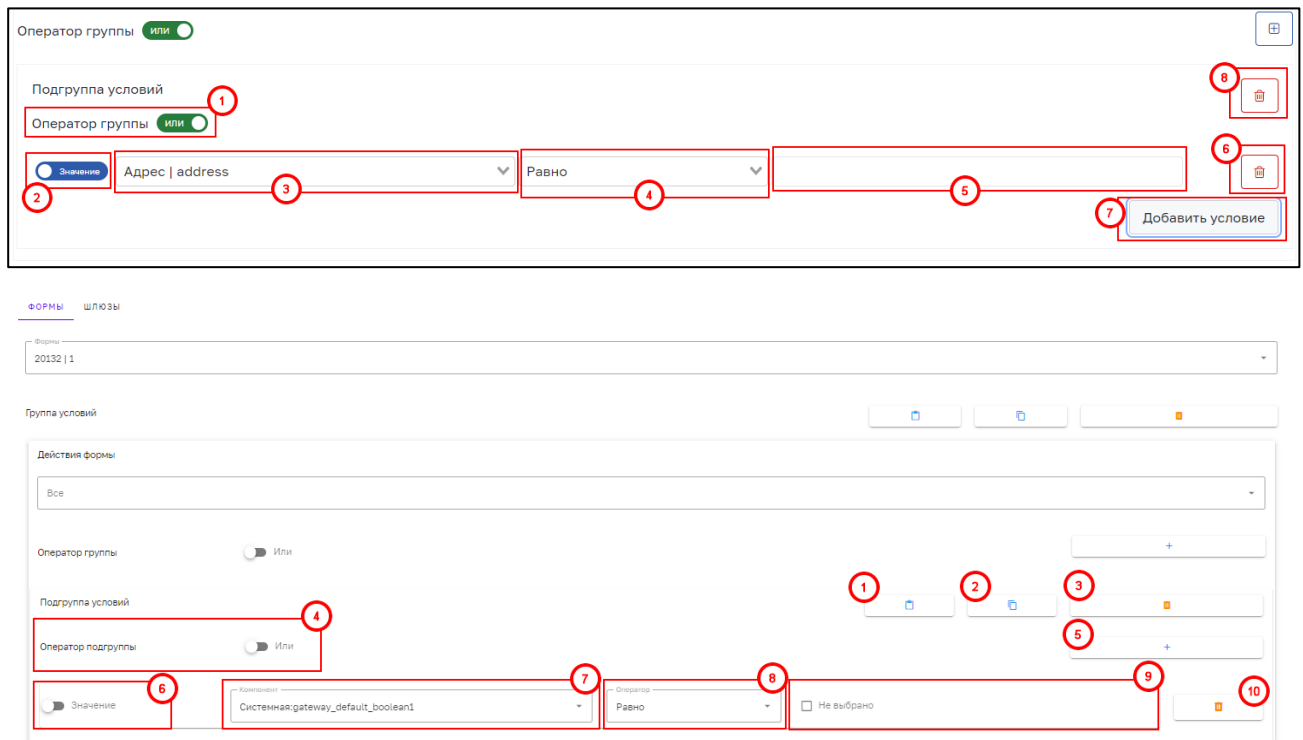 Оператор группы или
Подгруппа условий
8
1
Оператор группы или
6
Значение Адрес | address Равно
2 3 4 5
7 Добавить условие
ФОРМЫ ШЛЮЗЫ
Формы
20132 | 1
Группа условий
Действия формы
Все
Оператор группы Или +
1 2 3
Подгруппа условий
4
5
Оператор подгруппы Или +
6 7 8 9 10
Компонент Оператор
Значение Системная:gateway_default_boolean1 Равно Не выбрано